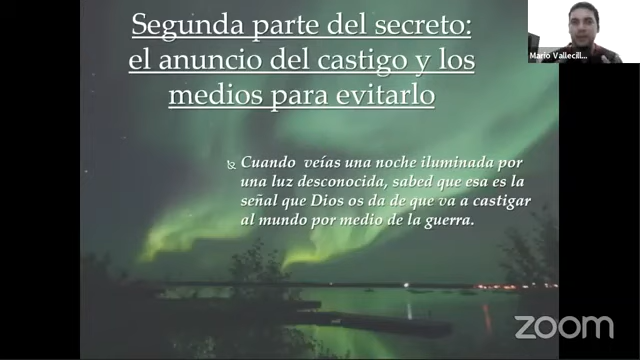 Segunda parte del secreto:
el anuncio del castigo y los
medios para evitarlo
Mario Vallecill...
Cuando veías una noche iluminada por
una luz desconocida, sabed que esa es la
señal que Dios os da de que va a castigar
al mundo por medio de la guerra.
zoom